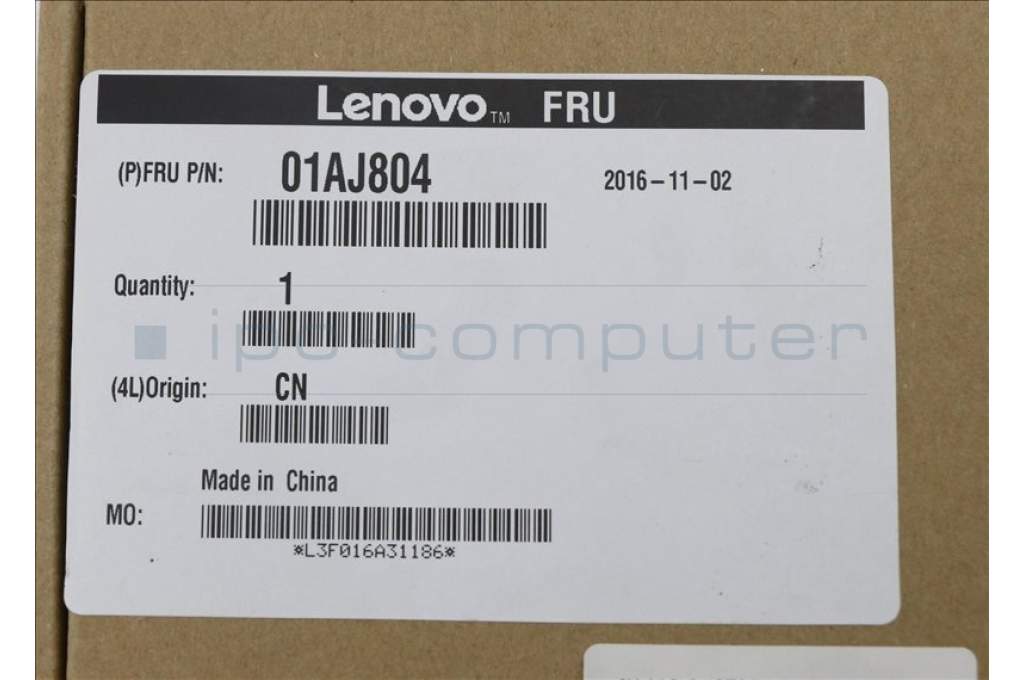 Lenovo™ FRU
(P)FRU P/N: 01AJ804 2016-11-02
Quantity: 1
ipc-computer
(4L)Origin: CN
Made in China
MO:
*L3F016A31186*